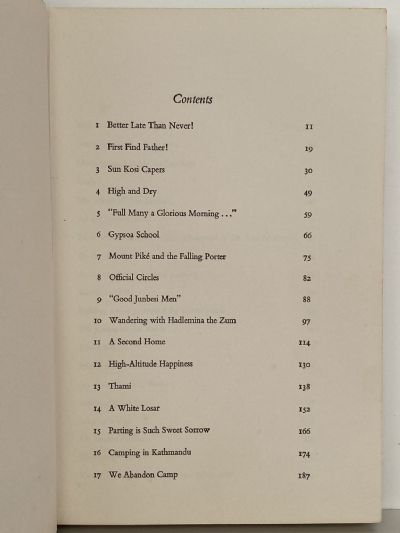 Contents
1 Better Late Than Never! 11
2 First Find Father! 19
3 Sun Kosi Capers 30
4 High and Dry 49
5 "Full Many a Glorious Morning ..." 59
6 Gypsoa School 66
7 Mount Piké and the Falling Porter 75
8 Official Circles 82
9 "Good Junbesi Men" 88
10 Wandering with Hadlemina the Zum 97
11 A Second Home 114
12 High-Altitude Happiness 130
13 Thami 138
14 A White Losar 152
15 Parting is Such Sweet Sorrow 166
16 Camping in Kathmandu 174
17 We Abandon Camp 187